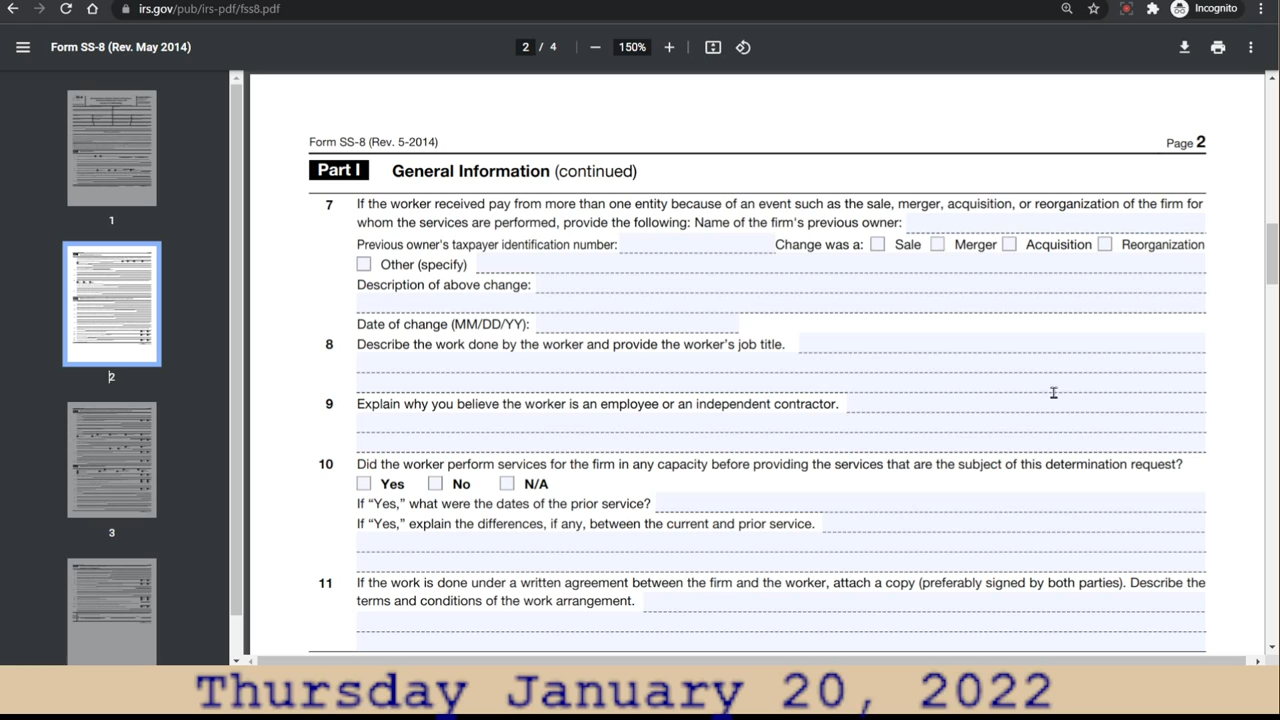 irs.gov/pub/irs-pdf/fss8.pdf
Incognito
Form SS-8 (Rev. May 2014)
2 / 4
150%
1
2
3
Form SS-8 (Rev. 5-2014)
Page 2
Part I General Information (continued)
7 If the worker received pay from more than one entity because of an event such as the sale, merger, acquisition, or reorganization of the firm for
whom the services are performed, provide the following: Name of the firm's previous owner:
Previous owner's taxpayer identification number: Change was a: Sale Merger Acquisition Reorganization
Other (specify)
Description of above change:
Date of change (MM/DD/YY):
8 Describe the work done by the worker and provide the worker's job title.
9 Explain why you believe the worker is an employee or an independent contractor.
10 Did the worker perform services for the firm in any capacity before providing the services that are the subject of this determination request?
Yes No N/A
If “Yes,” what were the dates of the prior service?
If “Yes,” explain the differences, if any, between the current and prior service.
11 If the work is done under a written agreement between the firm and the worker, attach a copy (preferably signed by both parties). Describe the
terms and conditions of the work arrangement.
Thursday January 20, 2022